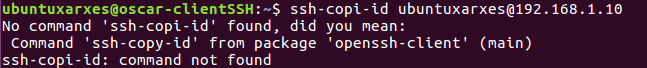 ubuntuxarxes@oscar-clientSSH:~$ ssh-copi-id ubuntuxarxes@192.168.1.10
No command 'ssh-copi-id' found, did you mean:
 Command 'ssh-copy-id' from package 'openssh-client' (main)
ssh-copi-id: command not found